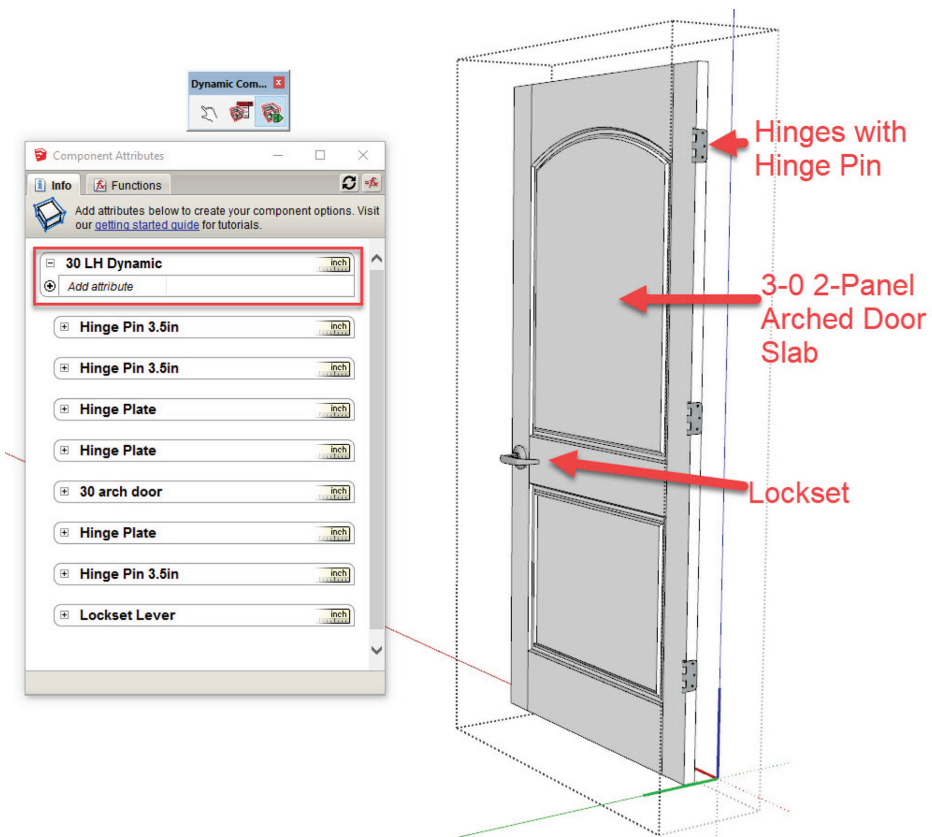 Dynamic Com...
Component Attributes
Info
Functions
Add attributes below to create your component options. Visit
our getting started guide for tutorials.
30 LH Dynamic
inch
Add attribute
Hinge Pin 3.5in
inch
Hinge Pin 3.5in
inch
Hinge Plate
inch
Hinge Plate
inch
30 arch door
inch
Hinge Plate
inch
Hinge Pin 3.5in
inch
Lockset Lever
inch
Hinges with
Hinge Pin
3-0 2-Panel
Arched Door
Slab
Lockset